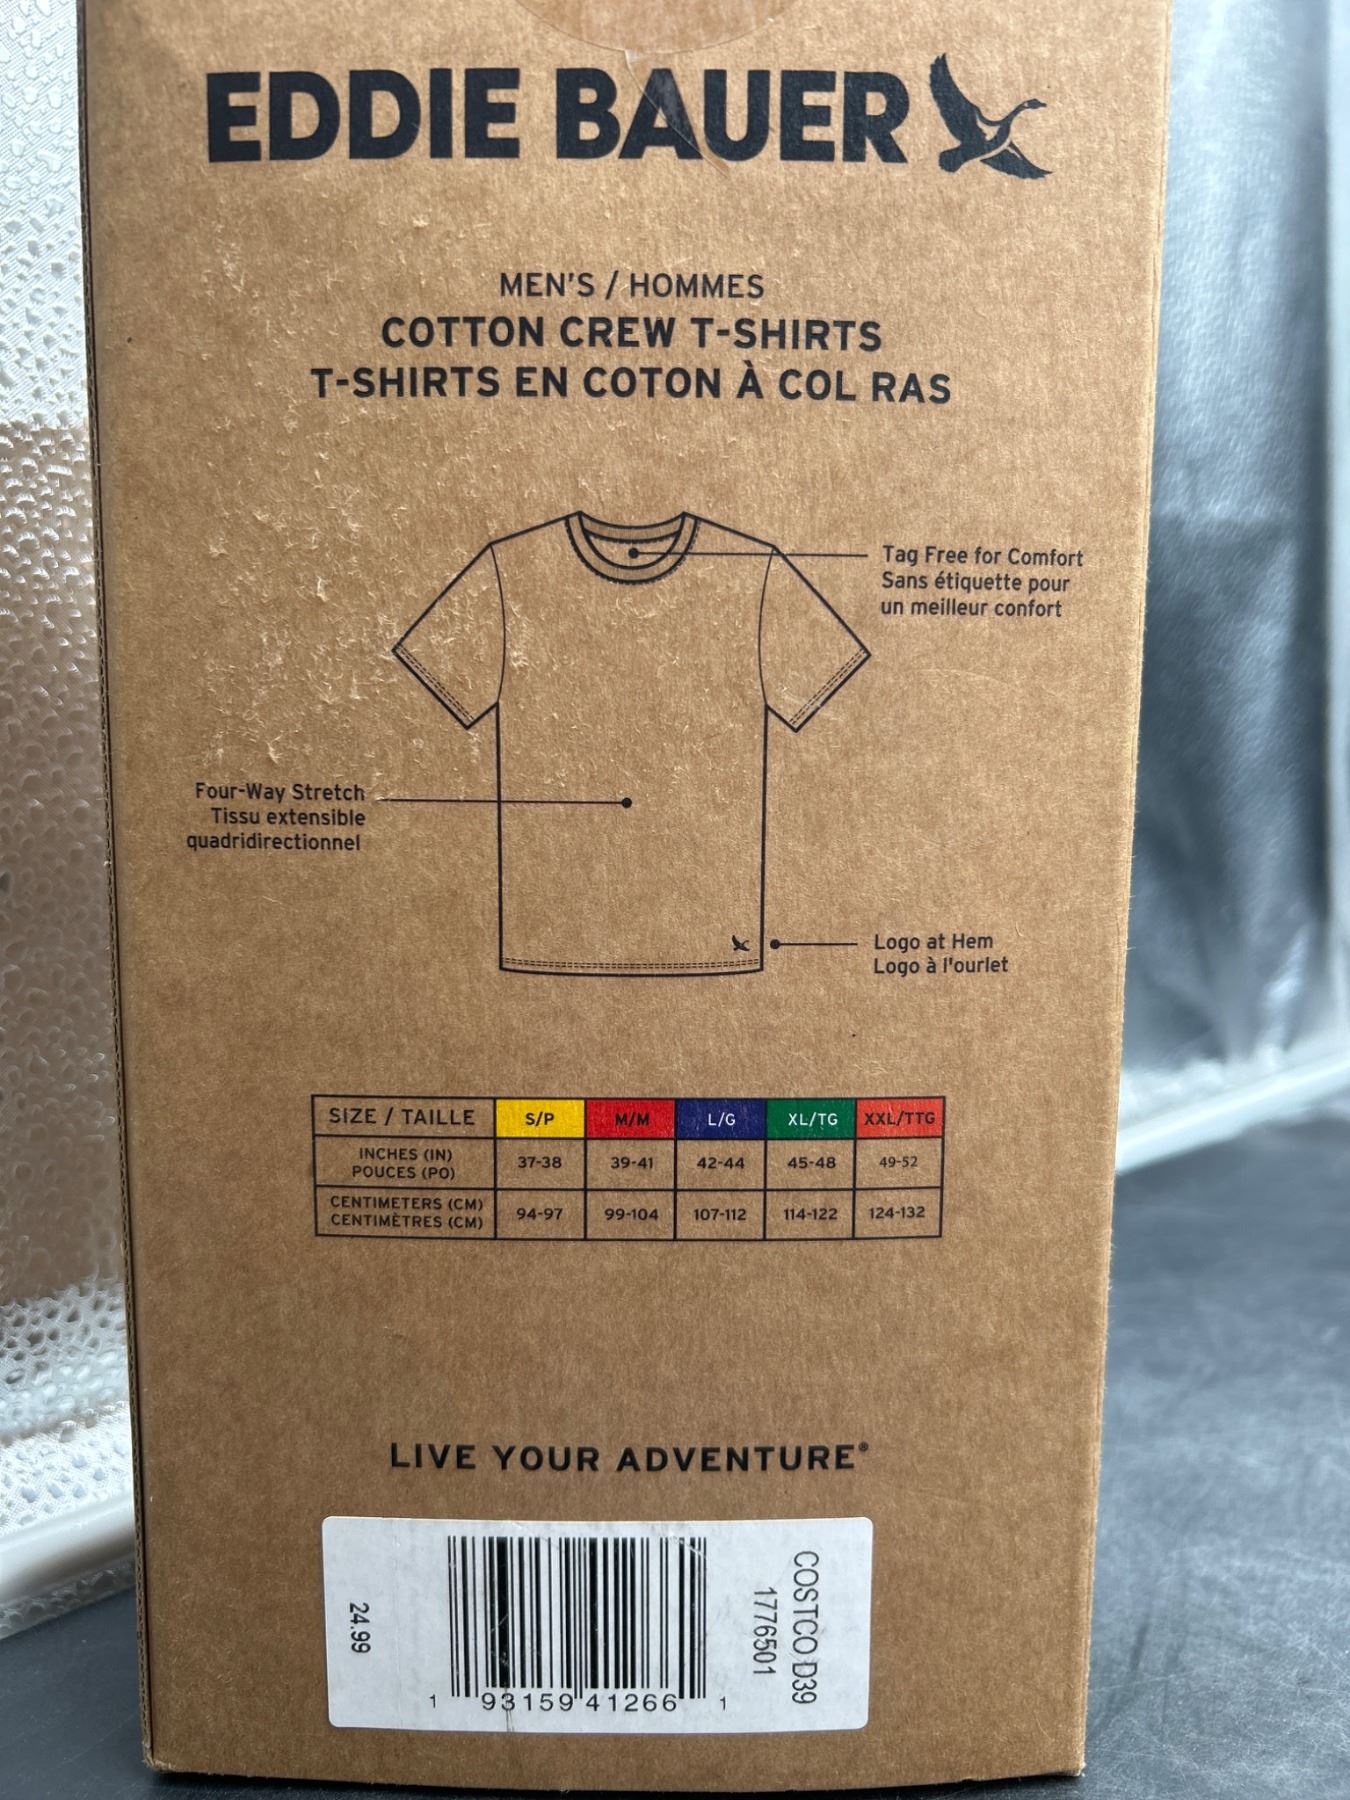 EDDIE BAUER
MEN'S / HOMMES
COTTON CREW T-SHIRTS
T-SHIRTS EN COTON À COL RAS
Tag Free for Comfort
Sans étiquette pour
un meilleur confort
Four-Way Stretch
Tissu extensible
quadridirectionnel
Logo at Hem
Logo à l'ourlet
SIZE / TAILLE S/P M/M L/G XL/TG XXL/TTG
INCHES (IN)
POUCES (PO)
37-38 39-41 42-44 45-48 49-52
CENTIMETERS (CM)
CENTIMÈTRES (CM)
94-97 99-104 107-112 114-122 124-132
LIVE YOUR ADVENTURE®
24.99
1 93159 41266 1
COSTCO D39
1776501